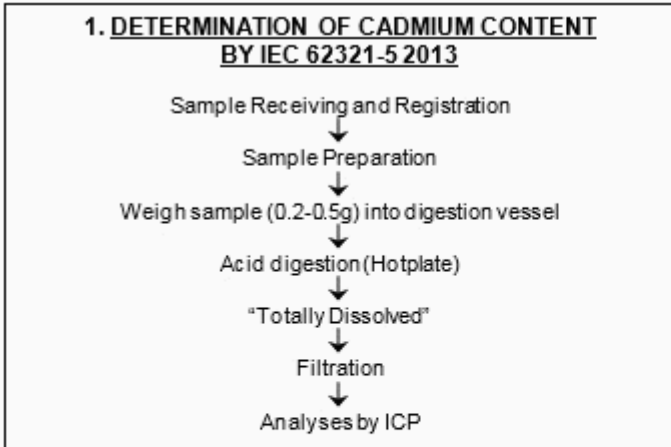 1. DETERMINATION OF CADMIUM CONTENT
BY IEC 62321-5 2013
Sample Receiving and Registration
Sample Preparation
Weigh sample (0.2-0.5g) into digestion vessel
Acid digestion (Hotplate)
“Totally Dissolved”
Filtration
Analyses by ICP